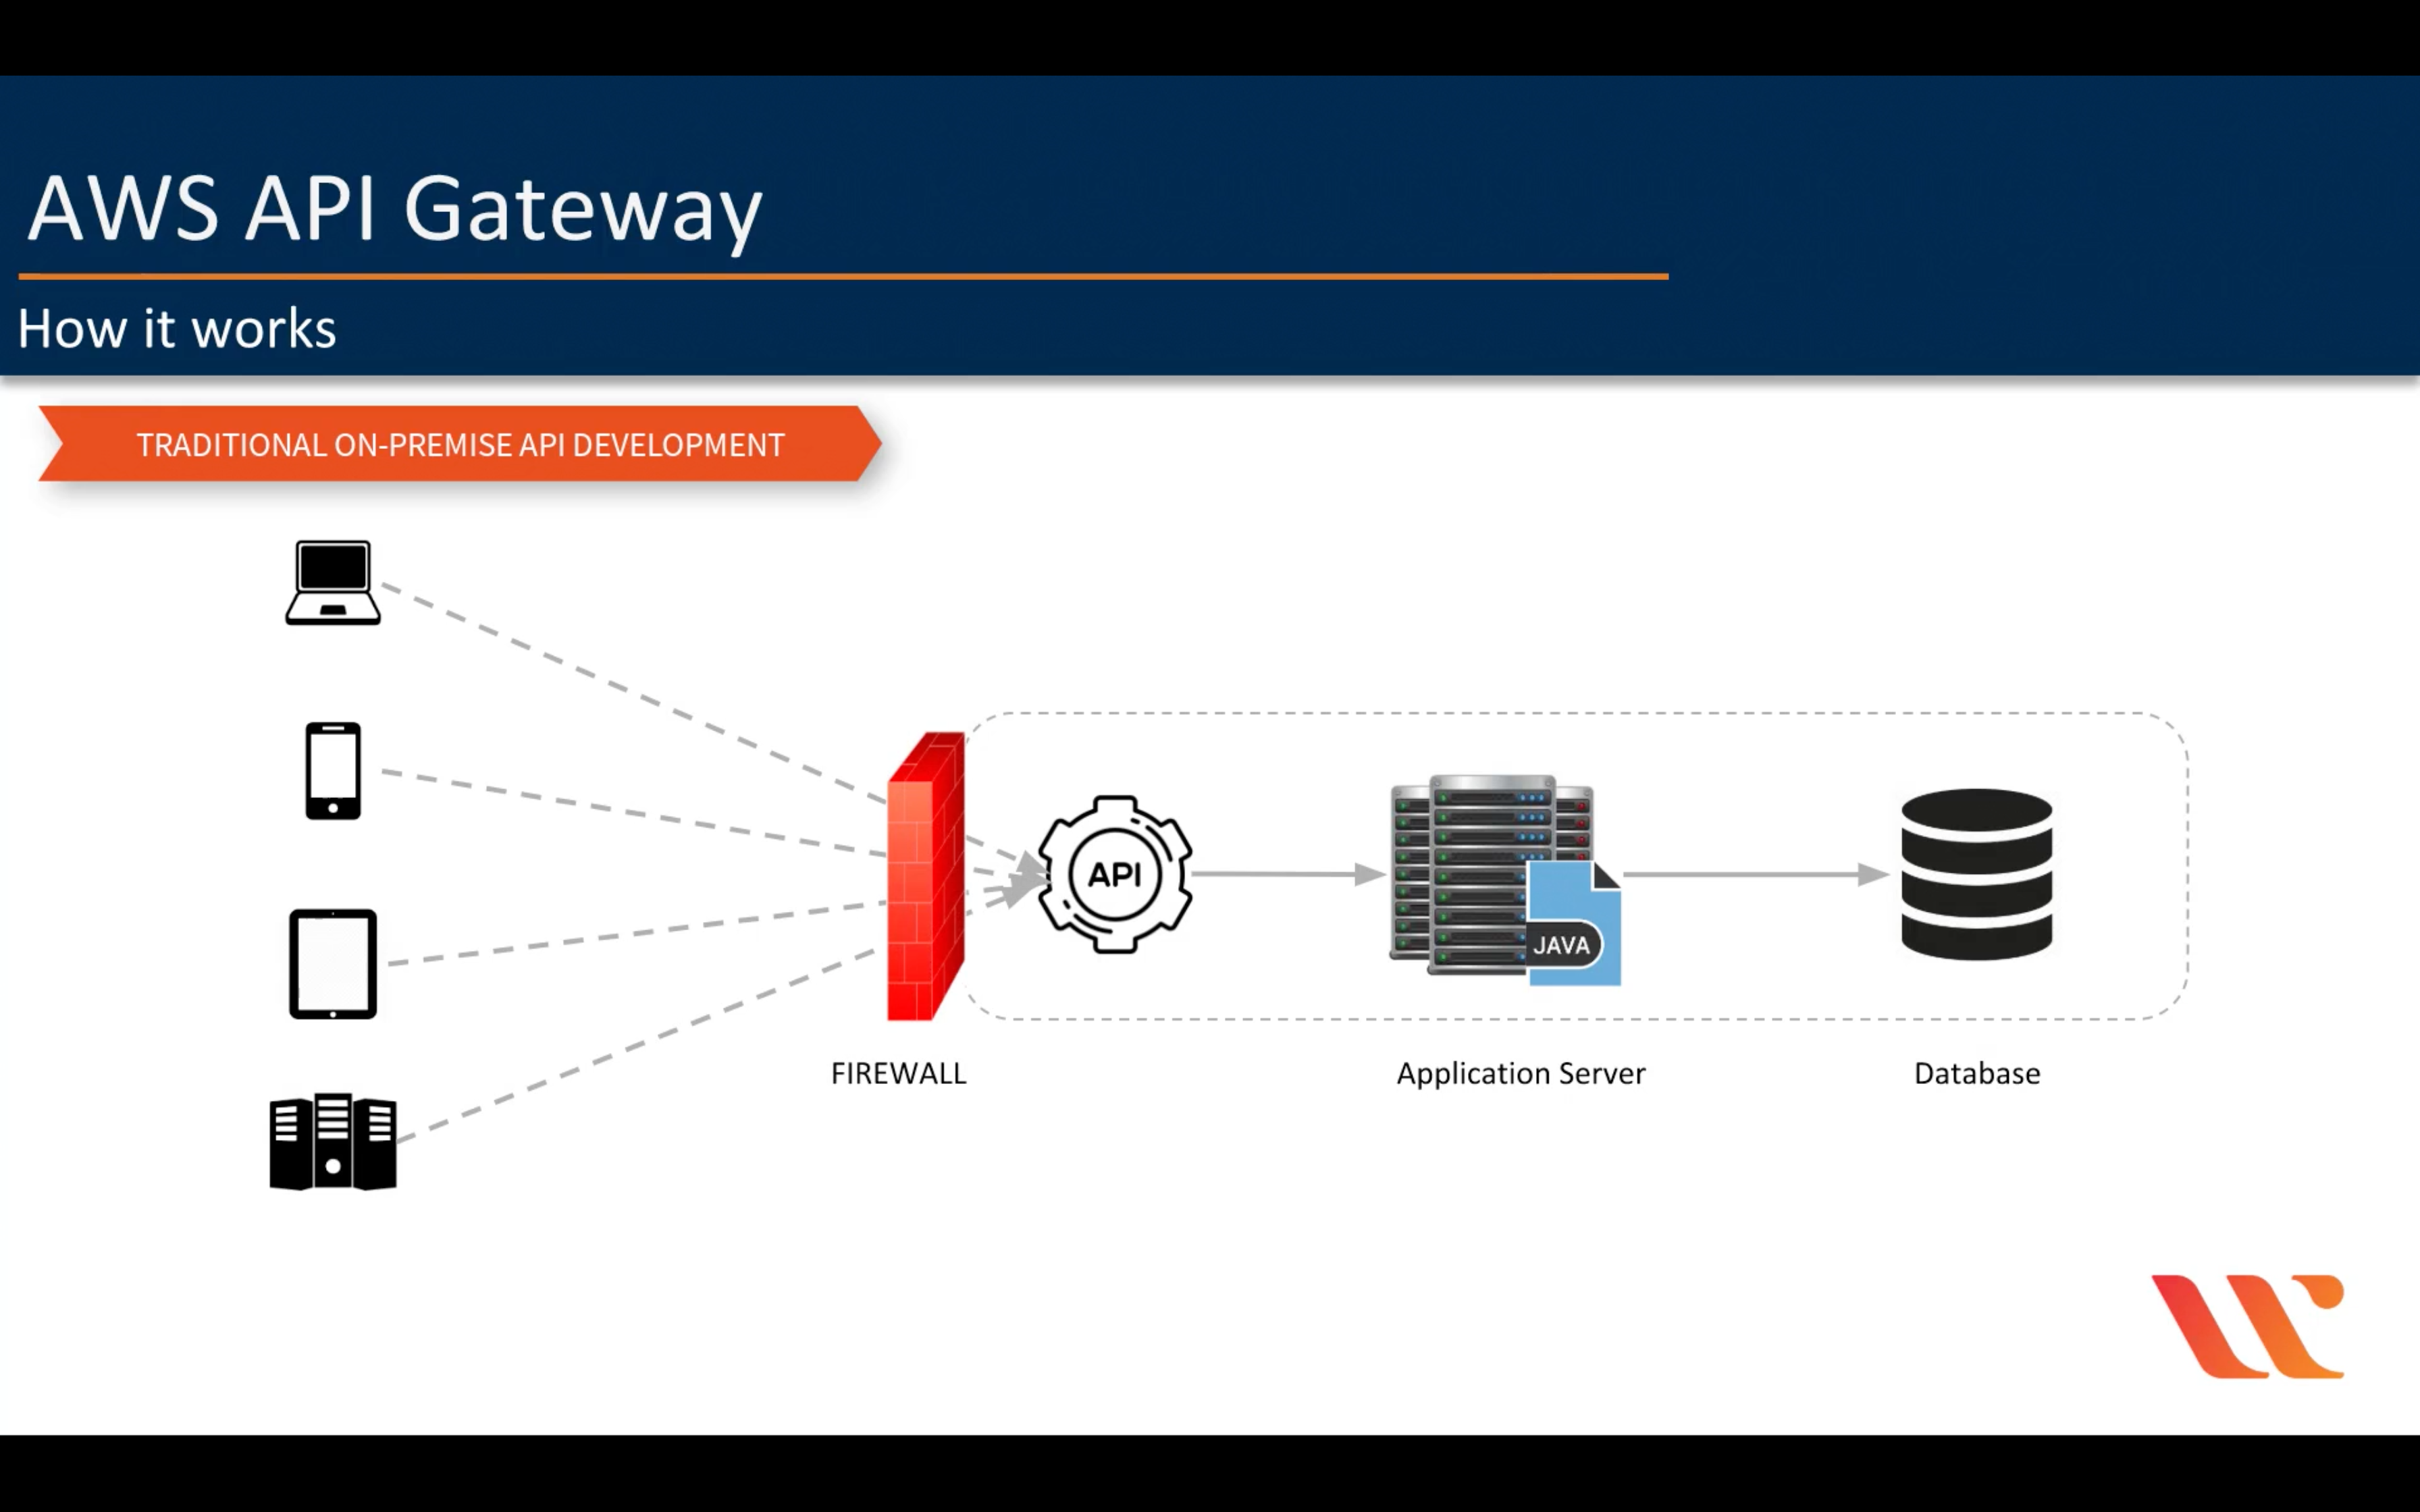 AWS API Gateway
How it works
TRADITIONAL ON-PREMISE API DEVELOPMENT
API
JAVA
FIREWALL
Application Server
Database